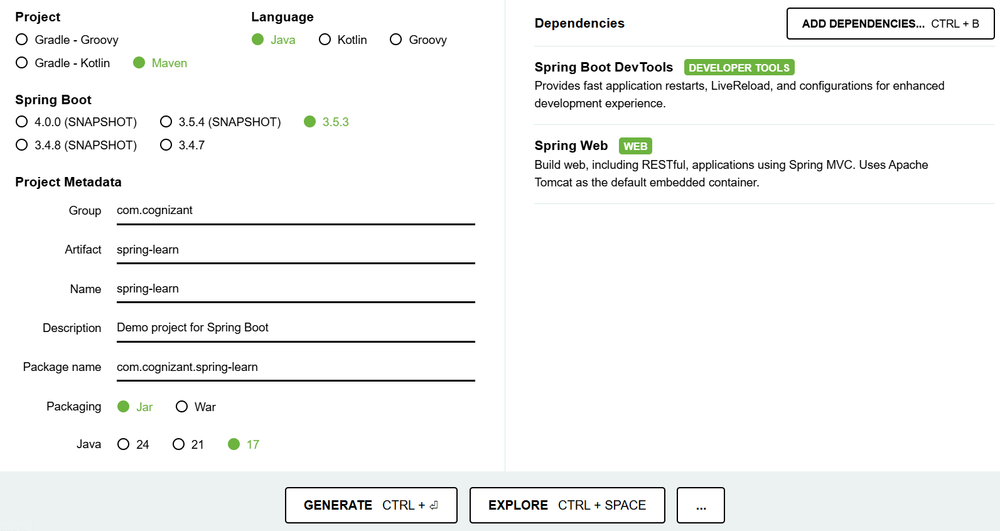 Project
Gradle - Groovy
Gradle - Kotlin Maven
Language
Java Kotlin Groovy
Spring Boot
4.0.0 (SNAPSHOT) 3.5.4 (SNAPSHOT) 3.5.3
3.4.8 (SNAPSHOT) 3.4.7
Project Metadata
Group com.cognizant
Artifact spring-learn
Name spring-learn
Description Demo project for Spring Boot
Package name com.cognizant.spring-learn
Packaging Jar War
Java 24 21 17
Dependencies
ADD DEPENDENCIES... CTRL + B
Spring Boot DevTools DEVELOPER TOOLS
Provides fast application restarts, LiveReload, and configurations for enhanced
development experience.
Spring Web WEB
Build web, including RESTful, applications using Spring MVC. Uses Apache
Tomcat as the default embedded container.
GENERATE CTRL + ⏎
EXPLORE CTRL + SPACE
...